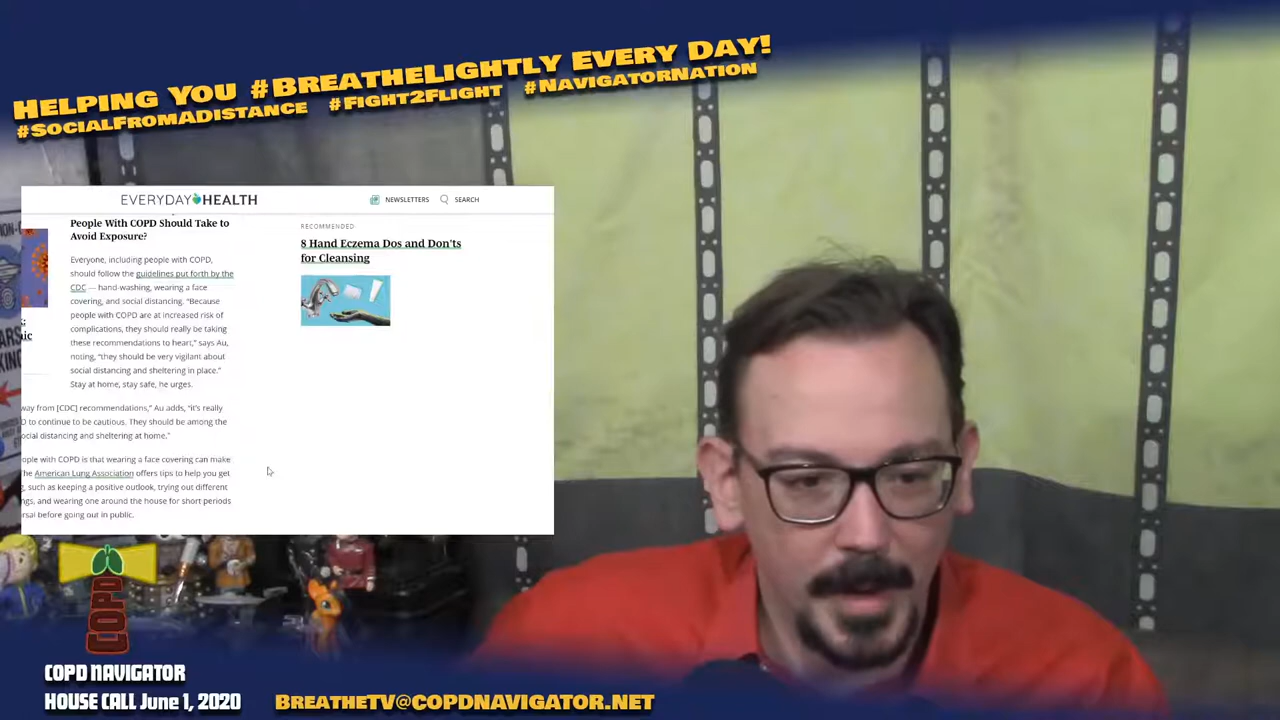 HELPING YOU #BREATHELIGHTLY EVERY DAY!
#SOCIALFROMADISTANCE #FIGHT2FLIGHT #NAVIGATORNATION
EVERYDAY HEALTH
NEWSLETTERS
SEARCH
People With COPD Should Take to
Avoid Exposure?
Everyone, including people with COPD,
should follow the guidelines put forth by the
CDC — hand-washing, wearing a face
covering, and social distancing. “Because
people with COPD are at increased risk of
complications, they should really be taking
these recommendations to heart,” says Au,
noting, “they should be very vigilant about
social distancing and sheltering in place.”
Stay at home, stay safe, he urges.
way from [CDC] recommendations,” Au adds, “it's really
to continue to be cautious. They should be among the
social distancing and sheltering at home.”
people with COPD is that wearing a face covering can make
The American Lung Association offers tips to help you get
such as keeping a positive outlook, trying out different
and wearing one around the house for short periods
before going out in public.
RECOMMENDED
8 Hand Eczema Dos and Don'ts
for Cleansing
COPD
COPD NAVIGATOR
HOUSE CALL June 1, 2020
BREATHETV@COPDNAVIGATOR.NET